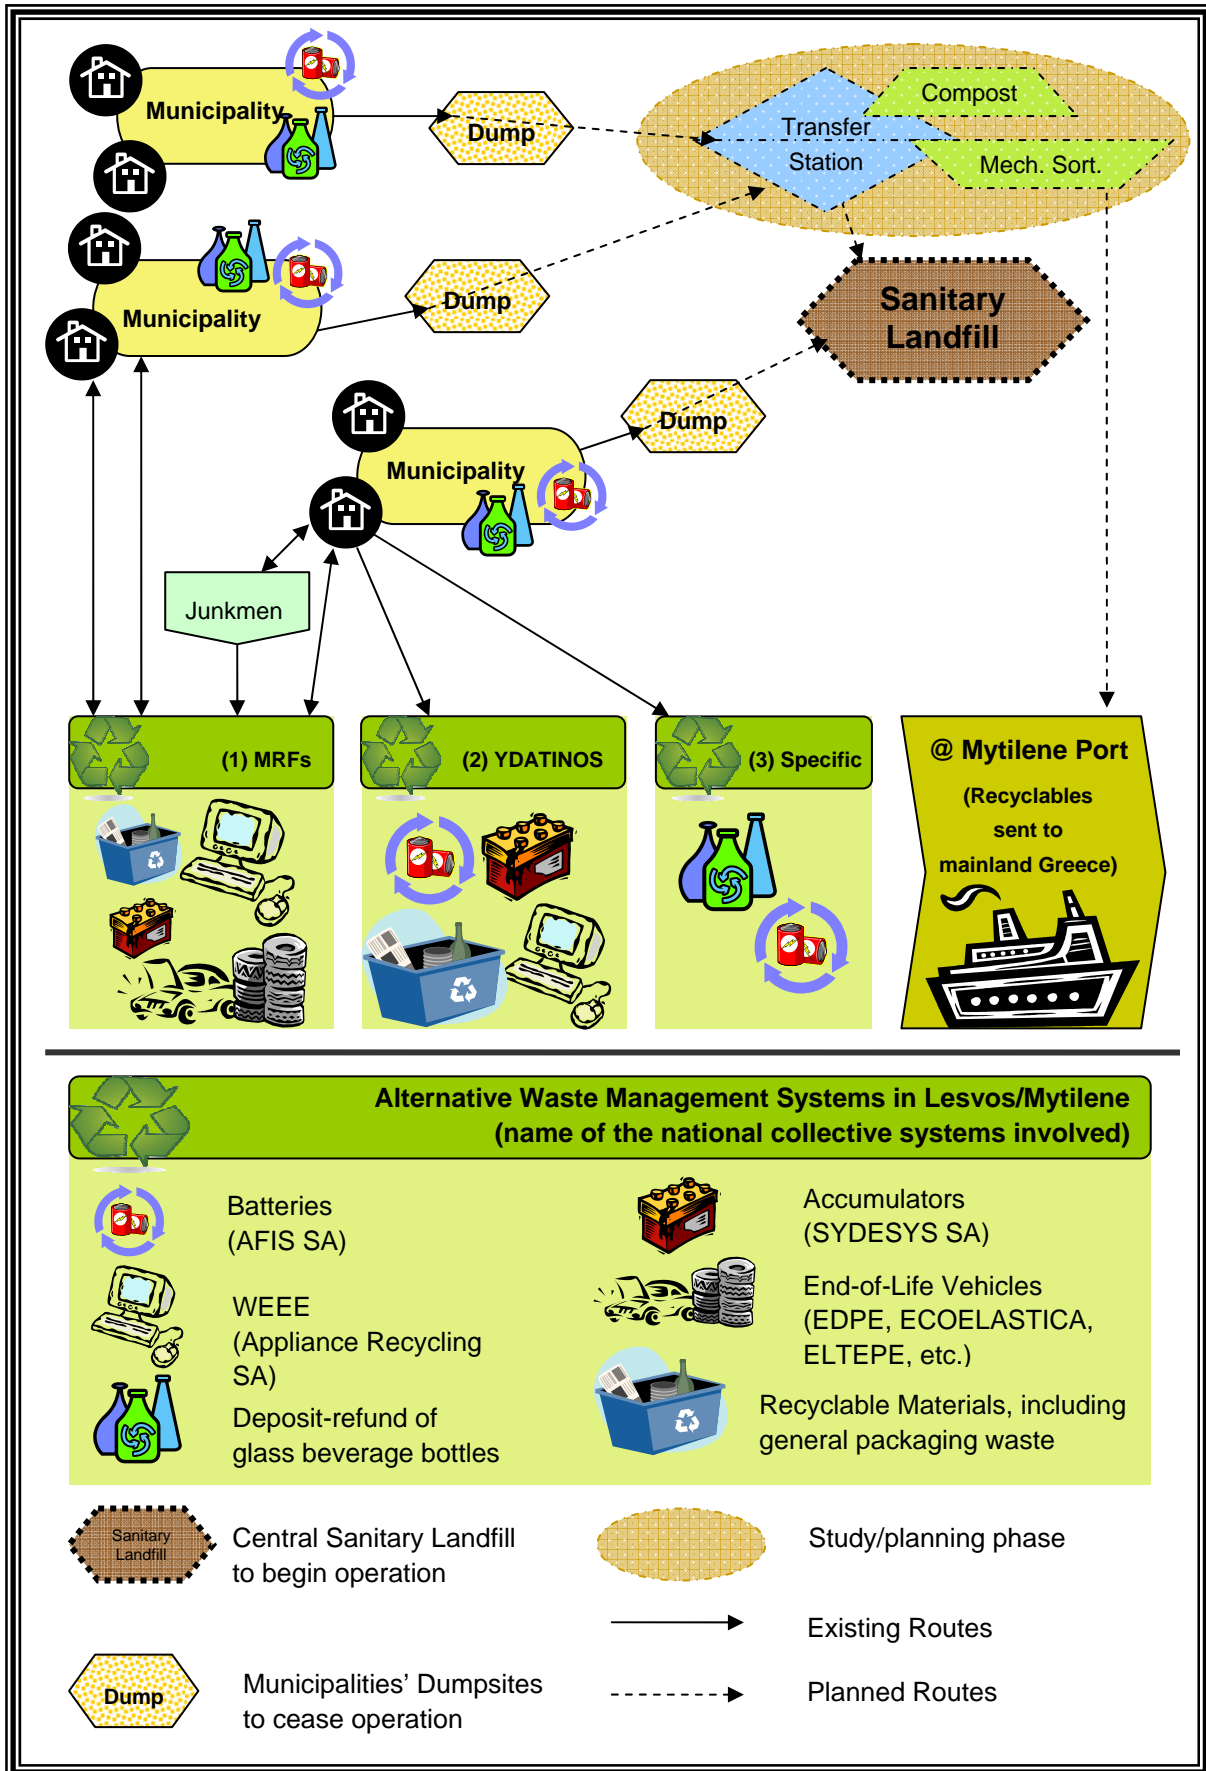 Municipality
Dump
Transfer
Station
Compost
Mech. Sort.
Municipality
Dump
Sanitary
Landfill
Municipality
Dump
Junkmen
(1) MRFs
(2) YDATINOS
(3) Specific
@ Mytilene Port
(Recyclables
sent to
mainland Greece)
Alternative Waste Management Systems in Lesvos/Mytilene
(name of the national collective systems involved)
Batteries
(AFIS SA)
WEEE
(Appliance Recycling
SA)
Deposit-refund of
glass beverage bottles
Accumulators
(SYDESYS SA)
End-of-Life Vehicles
(EDPE, ECOELASTICA,
ELTEPE, etc.)
Recyclable Materials, including
general packaging waste
Sanitary
Landfill
Central Sanitary Landfill
to begin operation
Study/planning phase
Existing Routes
Dump
Municipalities’ Dumpsites
to cease operation
Planned Routes